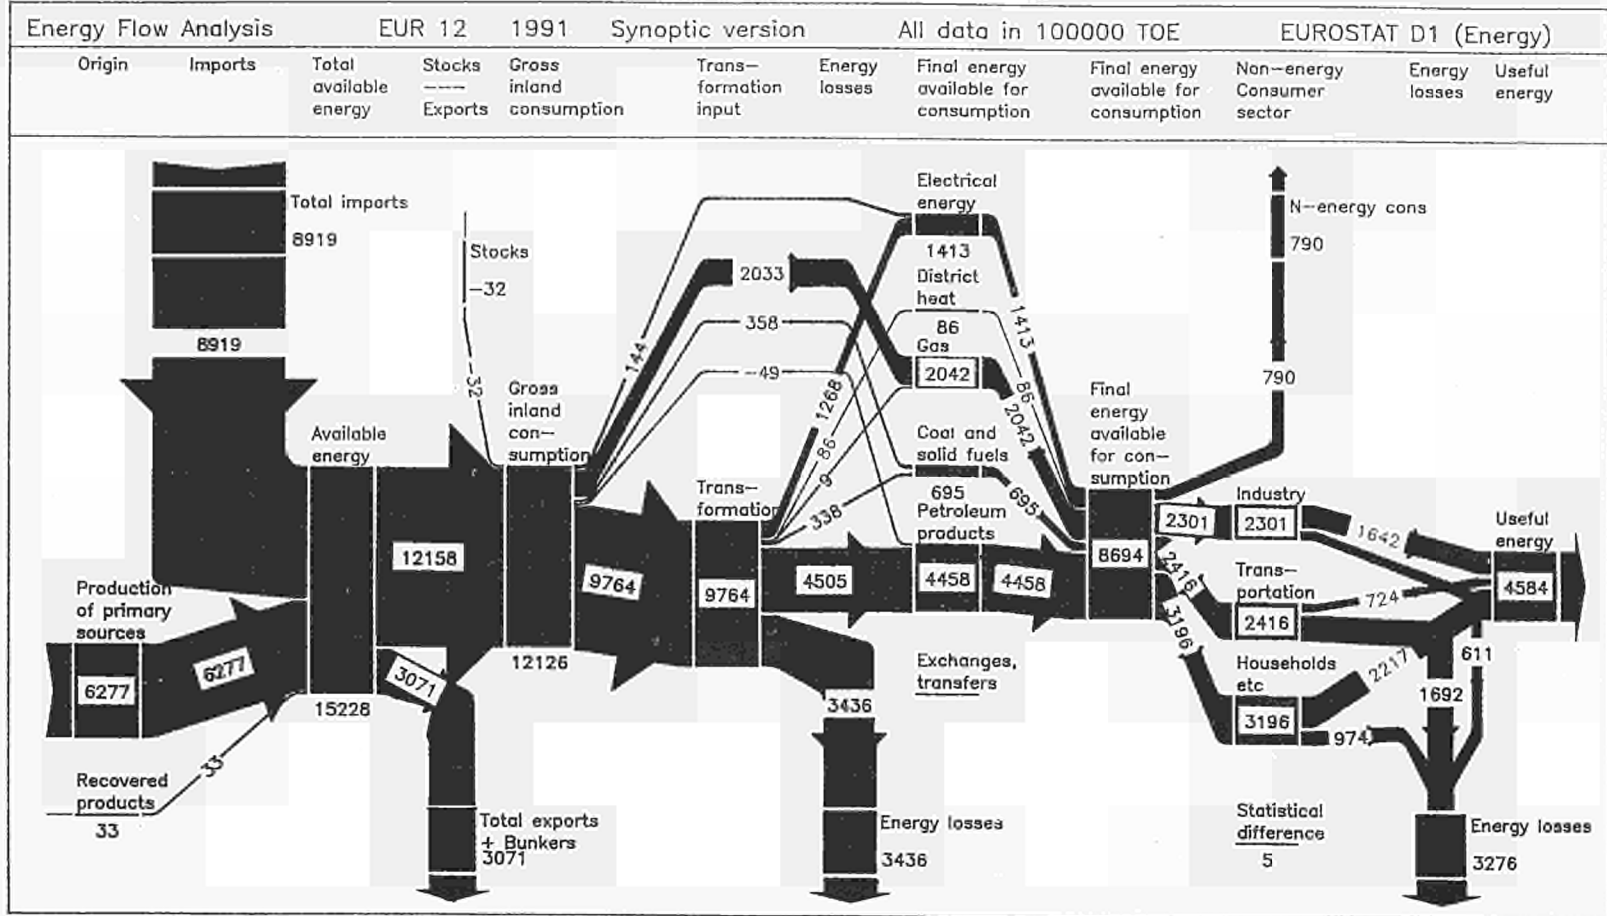 Energy Flow Analysis EUR 12 1991 Synoptic version All data in 100000 TOE EUROSTAT D1 (Energy)
Origin
Imports
Total
available
energy
Stocks
----
Exports
Gross
inland
consumption
Trans-
formation
input
Energy
losses
Final energy
available for
consumption
Final energy
available for
consumption
Non-energy
Consumer
sector
Energy
losses
Useful
energy
Total imports
8919
8919
Production
of primary
sources
6277
6277
Recovered
products
33
33
Available
energy
15228
Stocks
-32
32
12158
3071
Total exports
+ Bunkers
3071
Gross
inland
con-
sumption
12126
144
2033
358
-49
9764
Trans-
formation
9764
1268
86
9
338
4505
3436
Energy losses
3436
Electrical
energy
1413
District
heat
86
Gas
2042
Coal and
solid fuels
695
Petroleum
products
4458
Exchanges,
transfers
1413
86
2042
695
4458
Final
energy
available
for con-
sumption
8694
N-energy cons
790
790
2301
2416
3196
Industry
2301
Trans-
portation
2416
Households
etc
3196
Statistical
difference
5
1642
724
2217
974
1692
611
Useful
energy
4584
Energy losses
3276